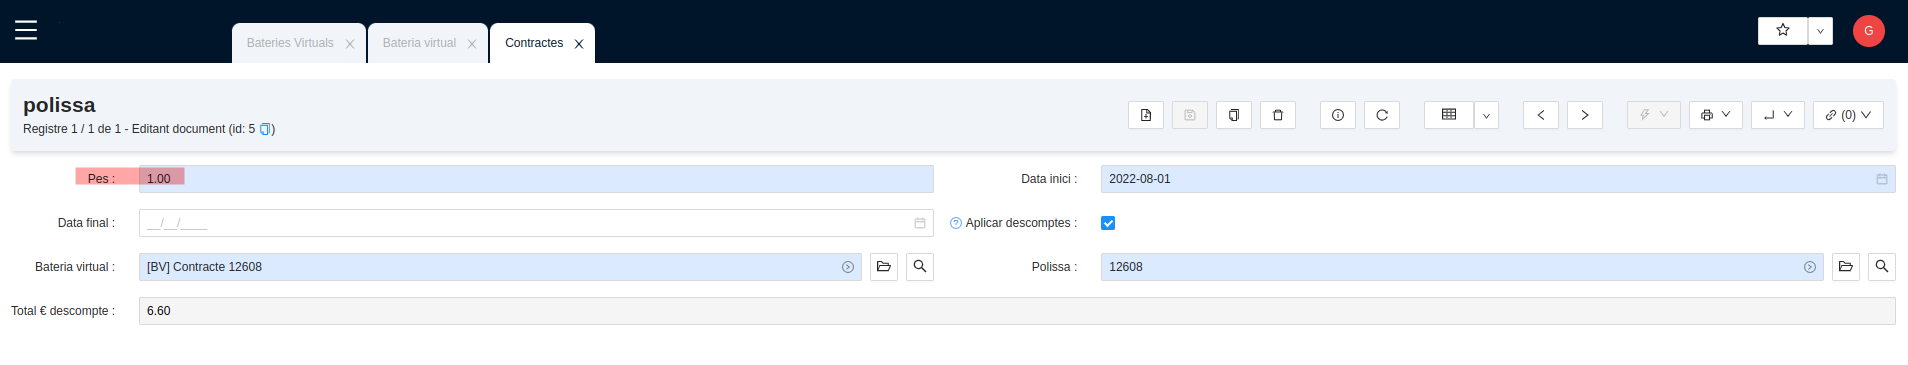 Bateries Virtuals
Bateria virtual
Contractes
G
polissa
Registre 1 / 1 de 1 - Editant document (id: 5 )
(0)
Pes : 1.00
Data inici : 2022-08-01
Data final : __/__/____
Aplicar descomptes :
Bateria virtual : [BV] Contracte 12608
Polissa : 12608
Total € descompte : 6.60